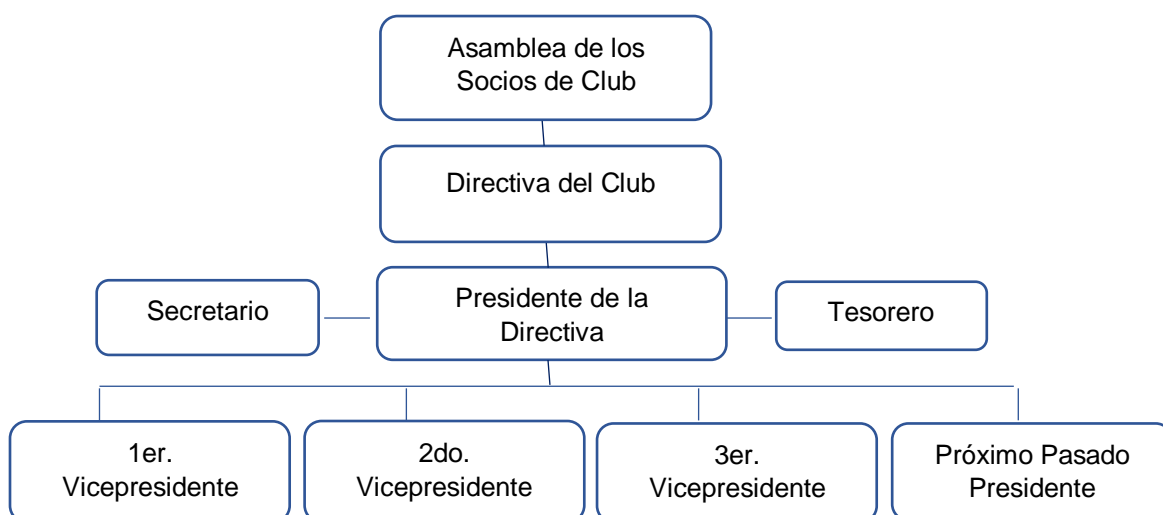 Asamblea de los
Socios de Club
Directiva del Club
Secretario
Presidente de la
Directiva
Tesorero
1er.
Vicepresidente
2do.
Vicepresidente
3er.
Vicepresidente
Próximo Pasado
Presidente